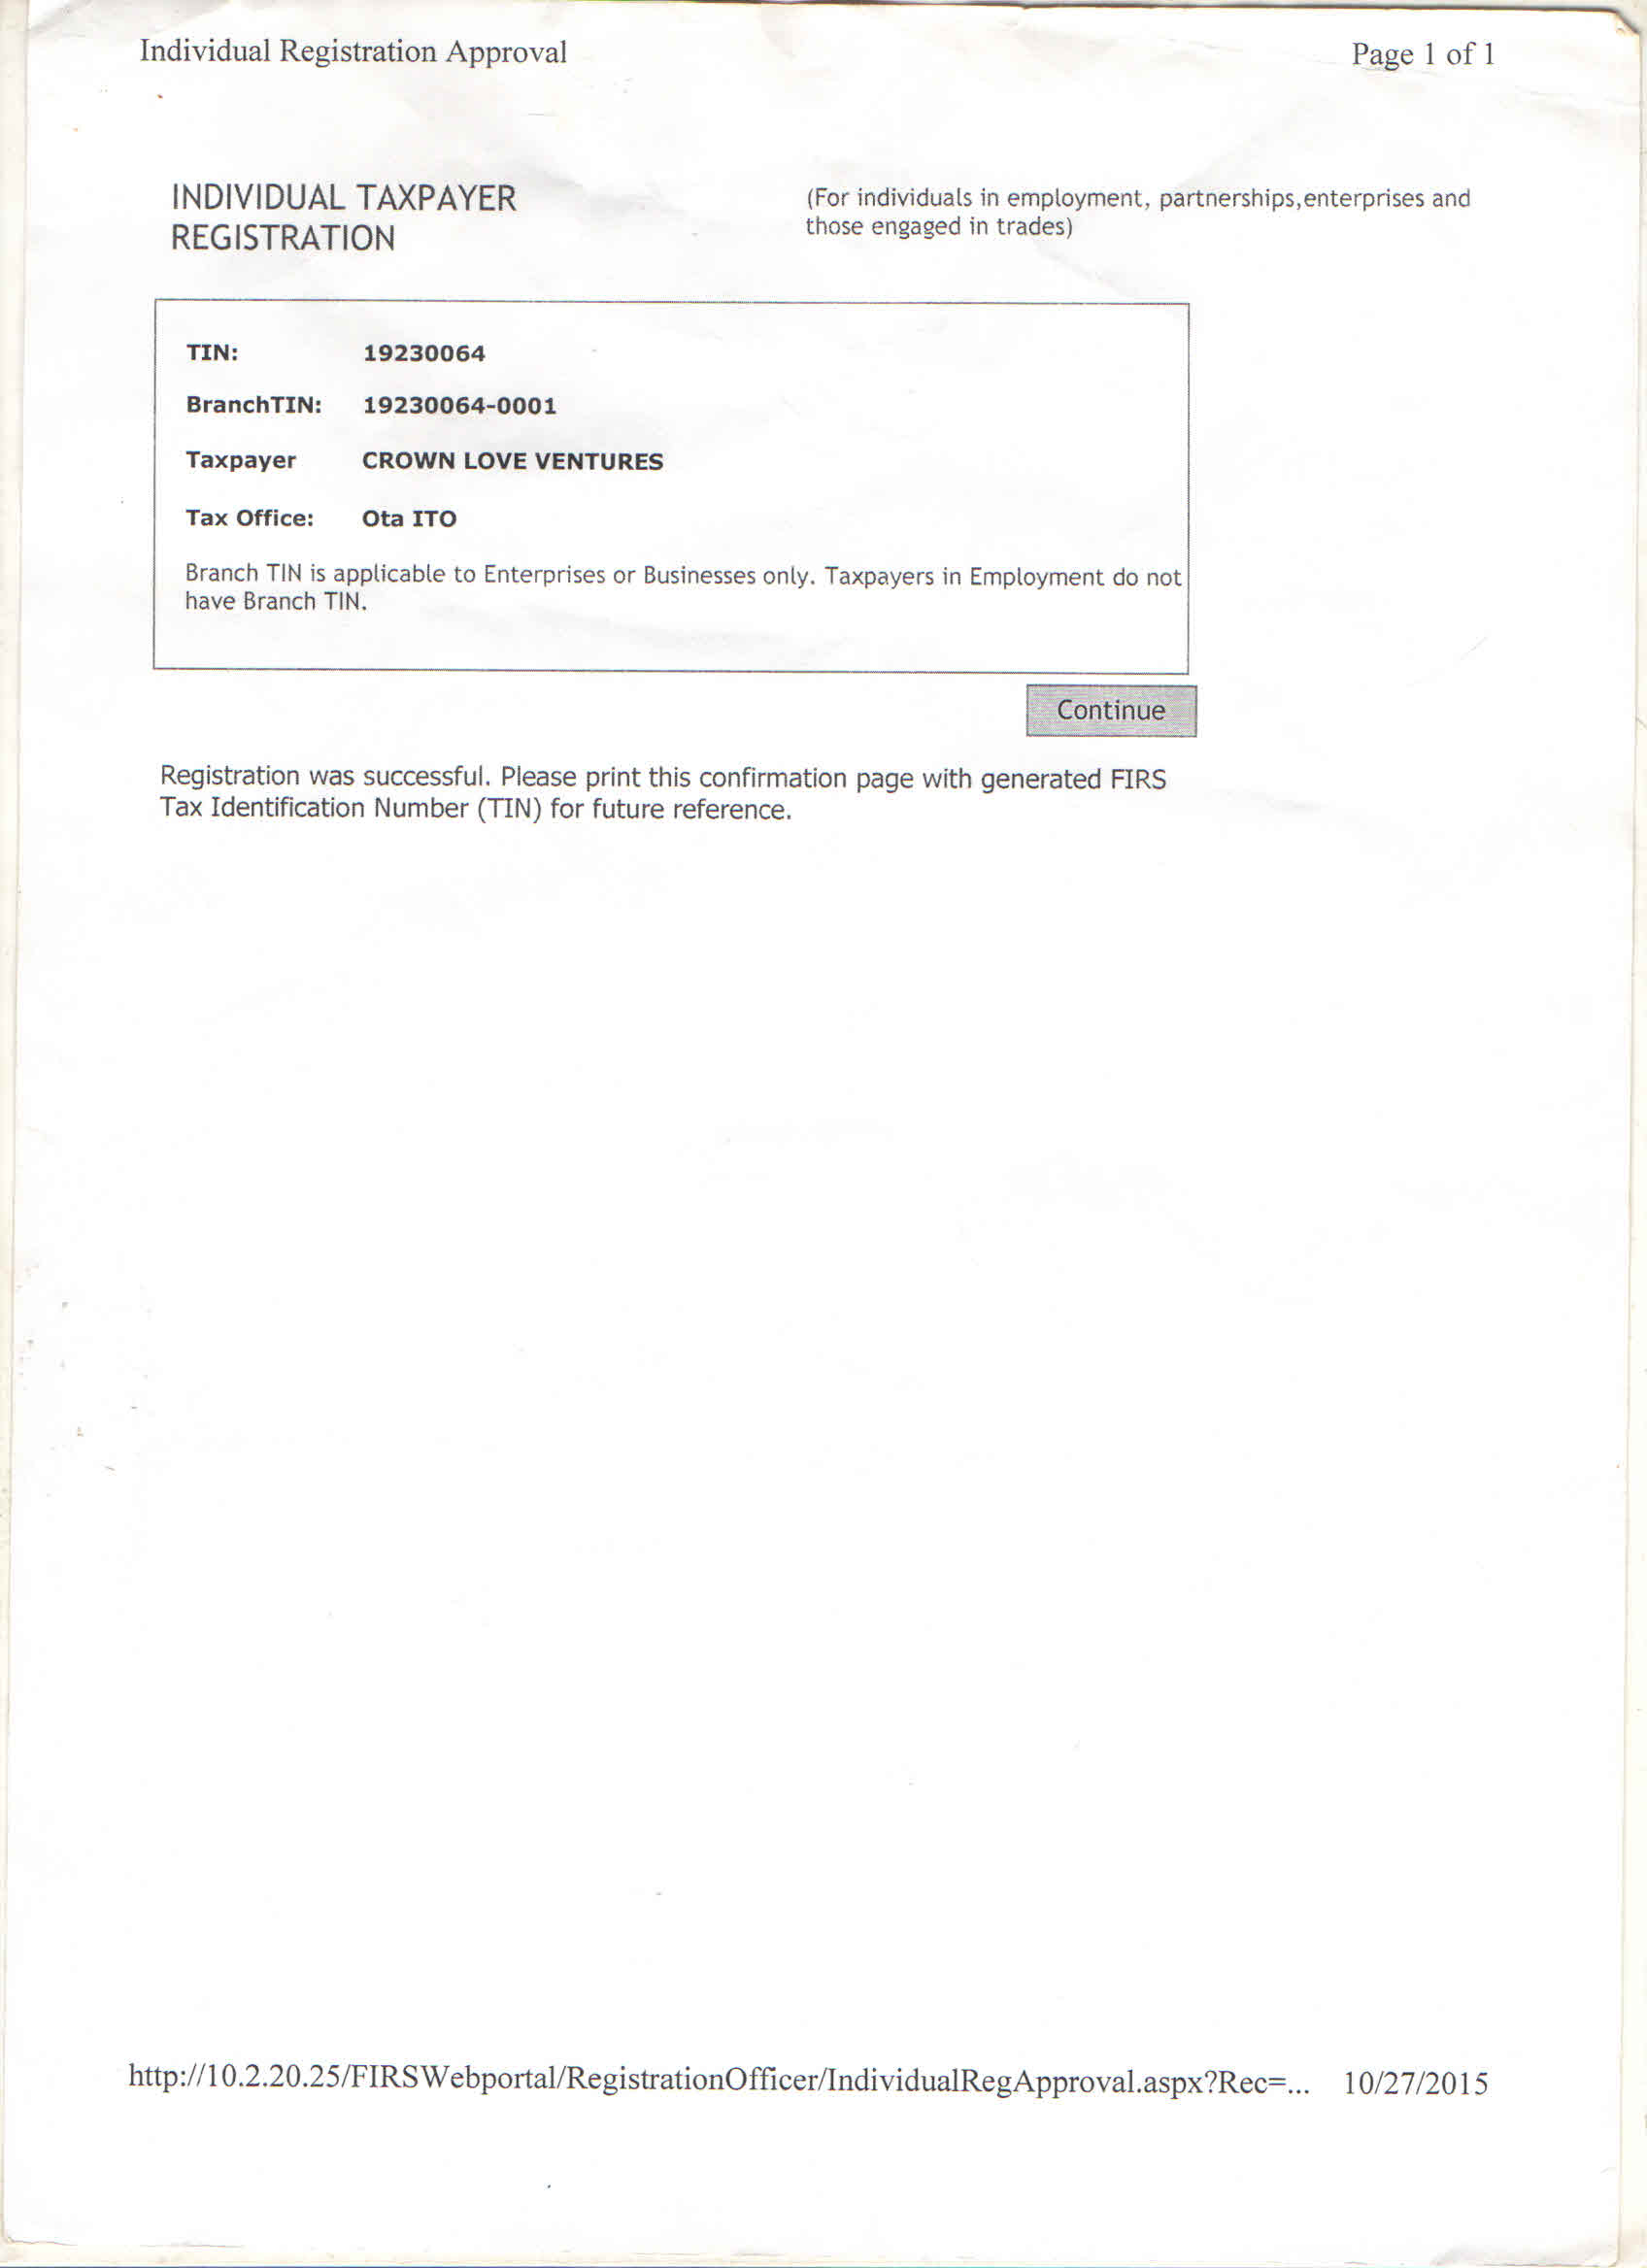 Individual Registration Approval Page 1 of 1
INDIVIDUAL TAXPAYER
REGISTRATION
(For individuals in employment, partnerships,enterprises and
those engaged in trades)
TIN: 19230064
BranchTIN: 19230064-0001
Taxpayer CROWN LOVE VENTURES
Tax Office: Ota ITO
Branch TIN is applicable to Enterprises or Businesses only. Taxpayers in Employment do not
have Branch TIN.
Continue
Registration was successful. Please print this confirmation page with generated FIRS
Tax Identification Number (TIN) for future reference.
http://10.2.20.25/FIRSWebportal/RegistrationOfficer/IndividualRegApproval.aspx?Rec=... 10/27/2015